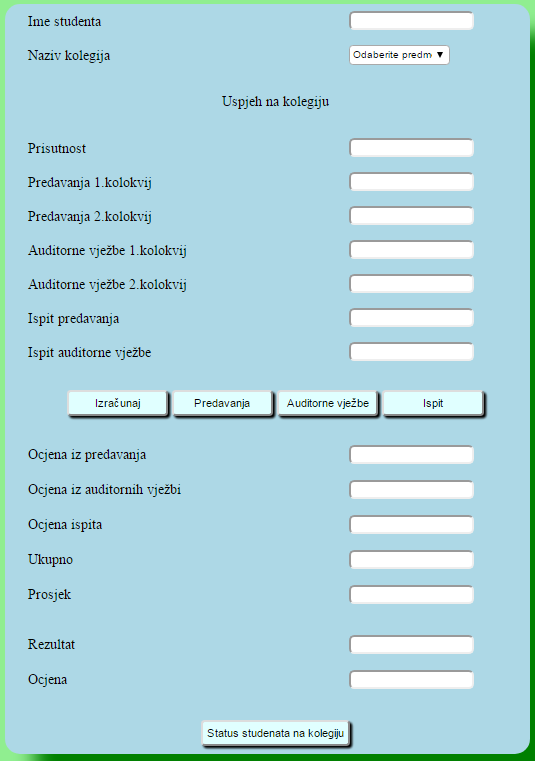 Ime studenta
Naziv kolegija Odaberite predm
Uspjeh na kolegiju
Prisutnost
Predavanja 1.kolokvij
Predavanja 2.kolokvij
Auditorne vježbe 1.kolokvij
Auditorne vježbe 2.kolokvij
Ispit predavanja
Ispit auditorne vježbe
Izračunaj Predavanja Auditorne vježbe Ispit
Ocjena iz predavanja
Ocjena iz auditornih vježbi
Ocjena ispita
Ukupno
Prosjek
Rezultat
Ocjena
Status studenata na kolegiju